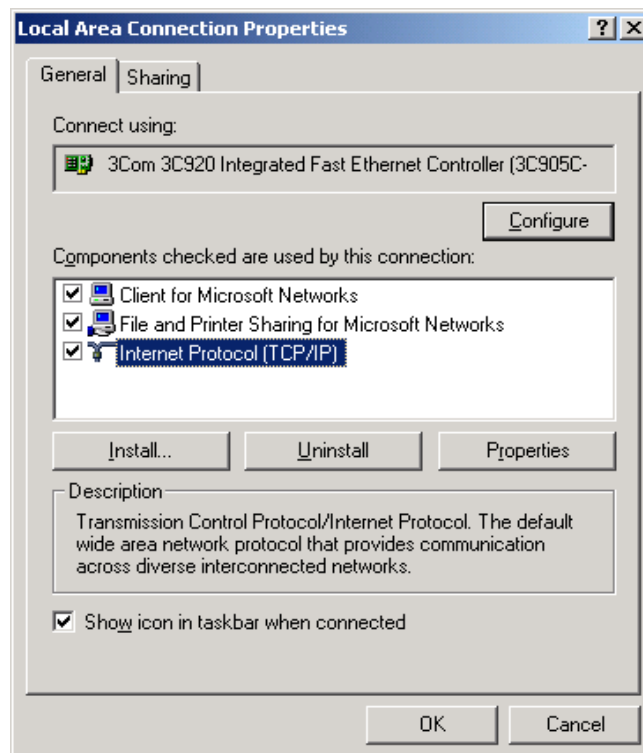 Local Area Connection Properties
General
Sharing
Connect using:
3Com 3C920 Integrated Fast Ethernet Controller (3C905C-
Configure
Components checked are used by this connection:
Client for Microsoft Networks
File and Printer Sharing for Microsoft Networks
Internet Protocol (TCP/IP)
Install...
Uninstall
Properties
Description
Transmission Control Protocol/Internet Protocol. The default
wide area network protocol that provides communication
across diverse interconnected networks.
Show icon in taskbar when connected
OK
Cancel